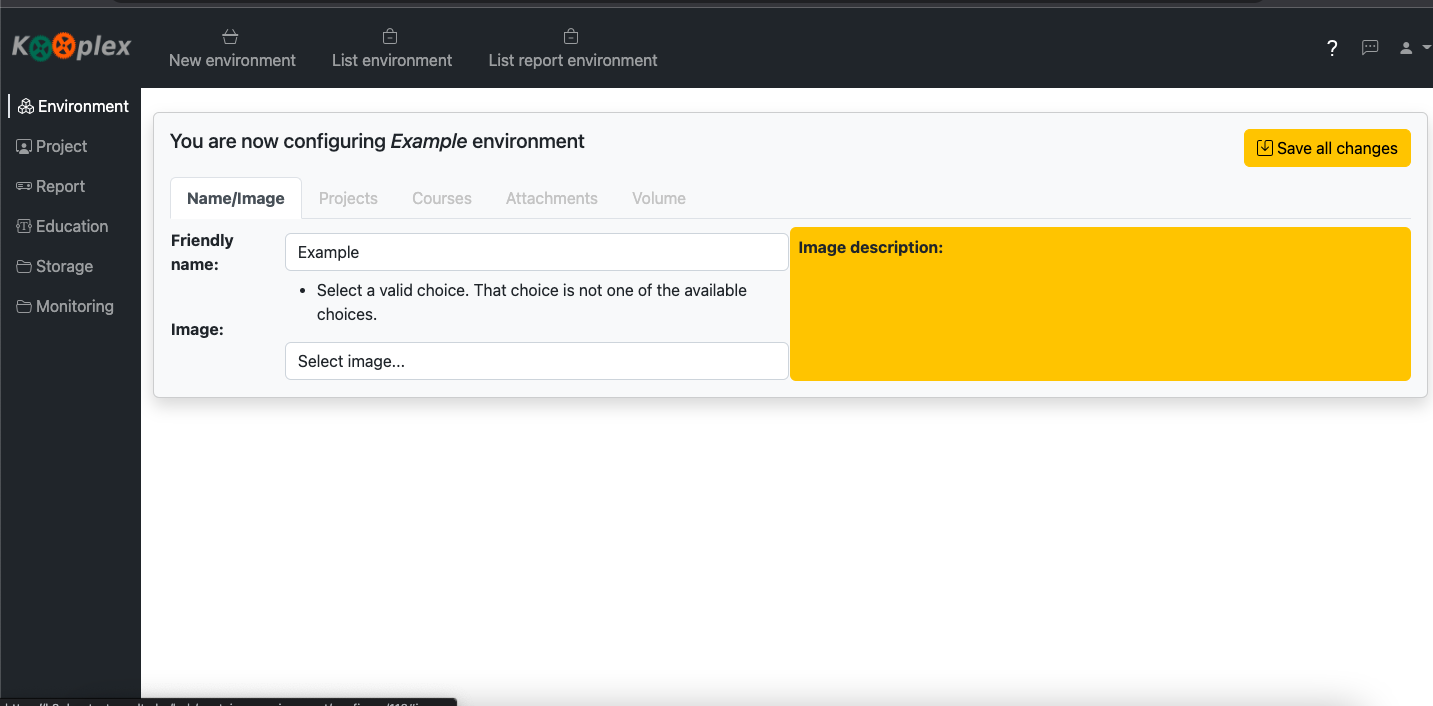 Kooplex
New environment
List environment
List report environment
?
Environment
Project
Report
Education
Storage
Monitoring
You are now configuring Example environment
Save all changes
Name/Image
Projects
Courses
Attachments
Volume
Friendly
name:
Example
Image description:
Select a valid choice. That choice is not one of the available
choices.
Image:
Select image...